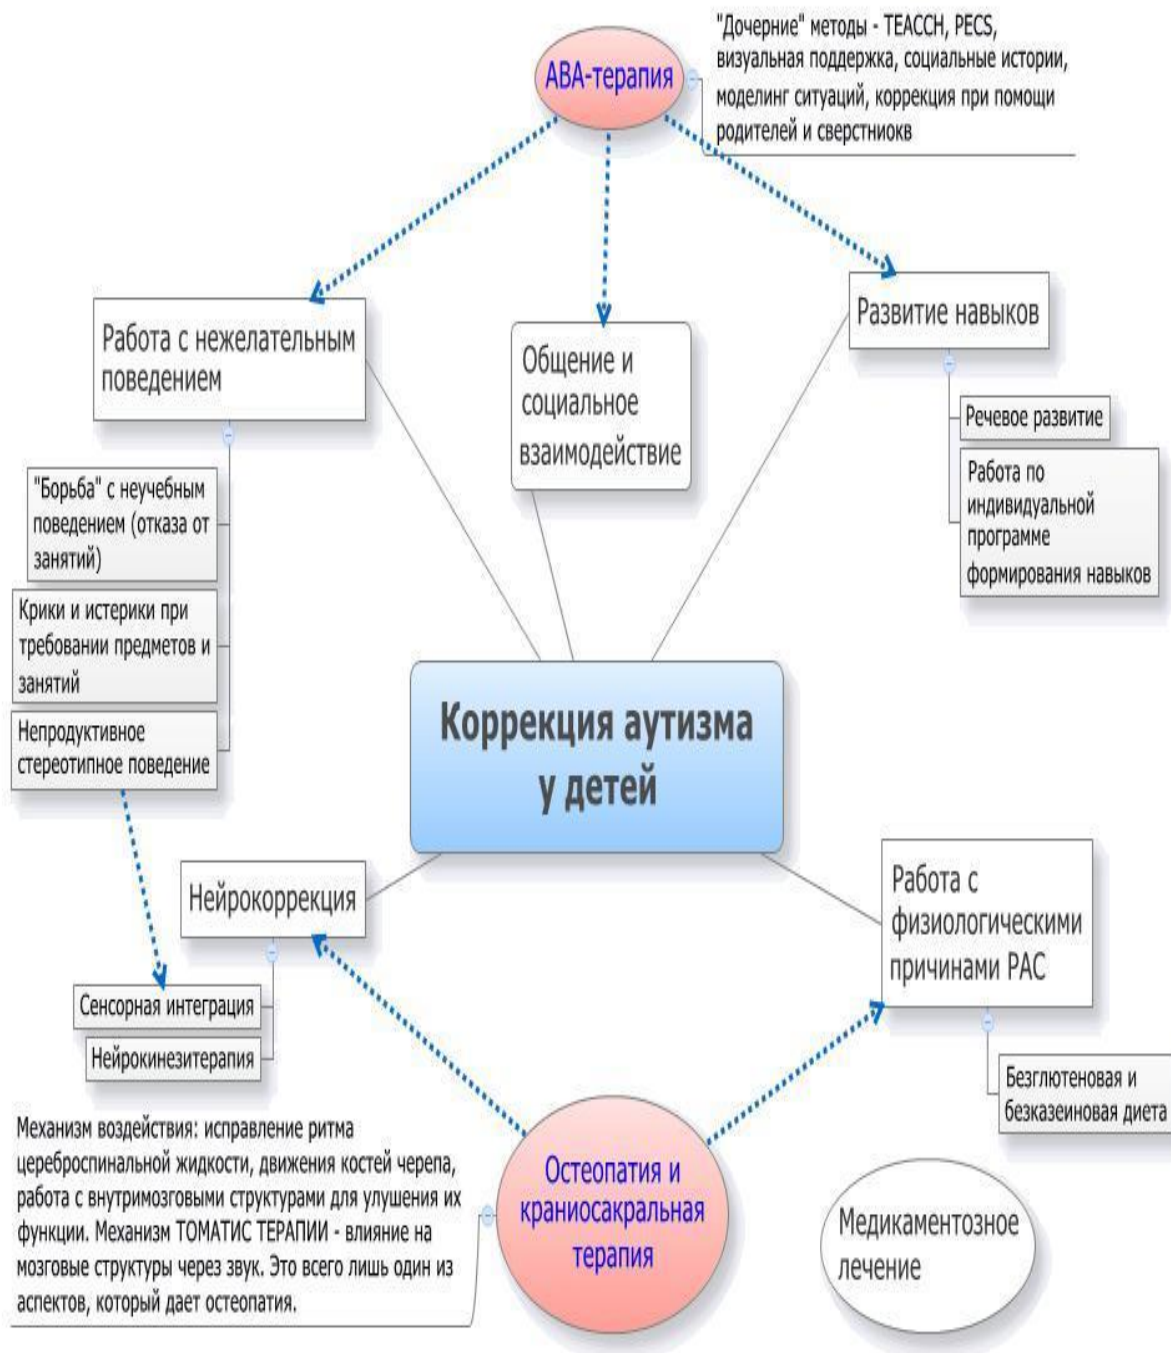 АВА-терапия
"Дочерние" методы - TEACCH, PECS,
визуальная поддержка, социальные истории,
моделинг ситуаций, коррекция при помощи
родителей и сверстниокв
Работа с нежелательным
поведением
Общение и
социальное
взаимодействие
Развитие навыков
"Борьба" с неучебным
поведением (отказа от
занятий)
Крики и истерики при
требовании предметов и
занятий
Непродуктивное
стереотипное поведение
Речевое развитие
Работа по
индивидуальной
программе
формирования навыков
Коррекция аутизма
у детей
Нейрокоррекция
Сенсорная интеграция
Нейрокинезитерапия
Работа с
физиологическими
причинами РАС
Безглютеновая и
безказеиновая диета
Механизм воздействия: исправление ритма
цереброспинальной жидкости, движения костей черепа,
работа с внутримозговыми структурами для улушения их
функции. Механизм ТОМАТИС ТЕРАПИИ - влияние на
мозговые структуры через звук. Это всего лишь один из
аспектов, который дает остеопатия.
Остеопатия и
краниосакральная
терапия
Медикаментозное
лечение